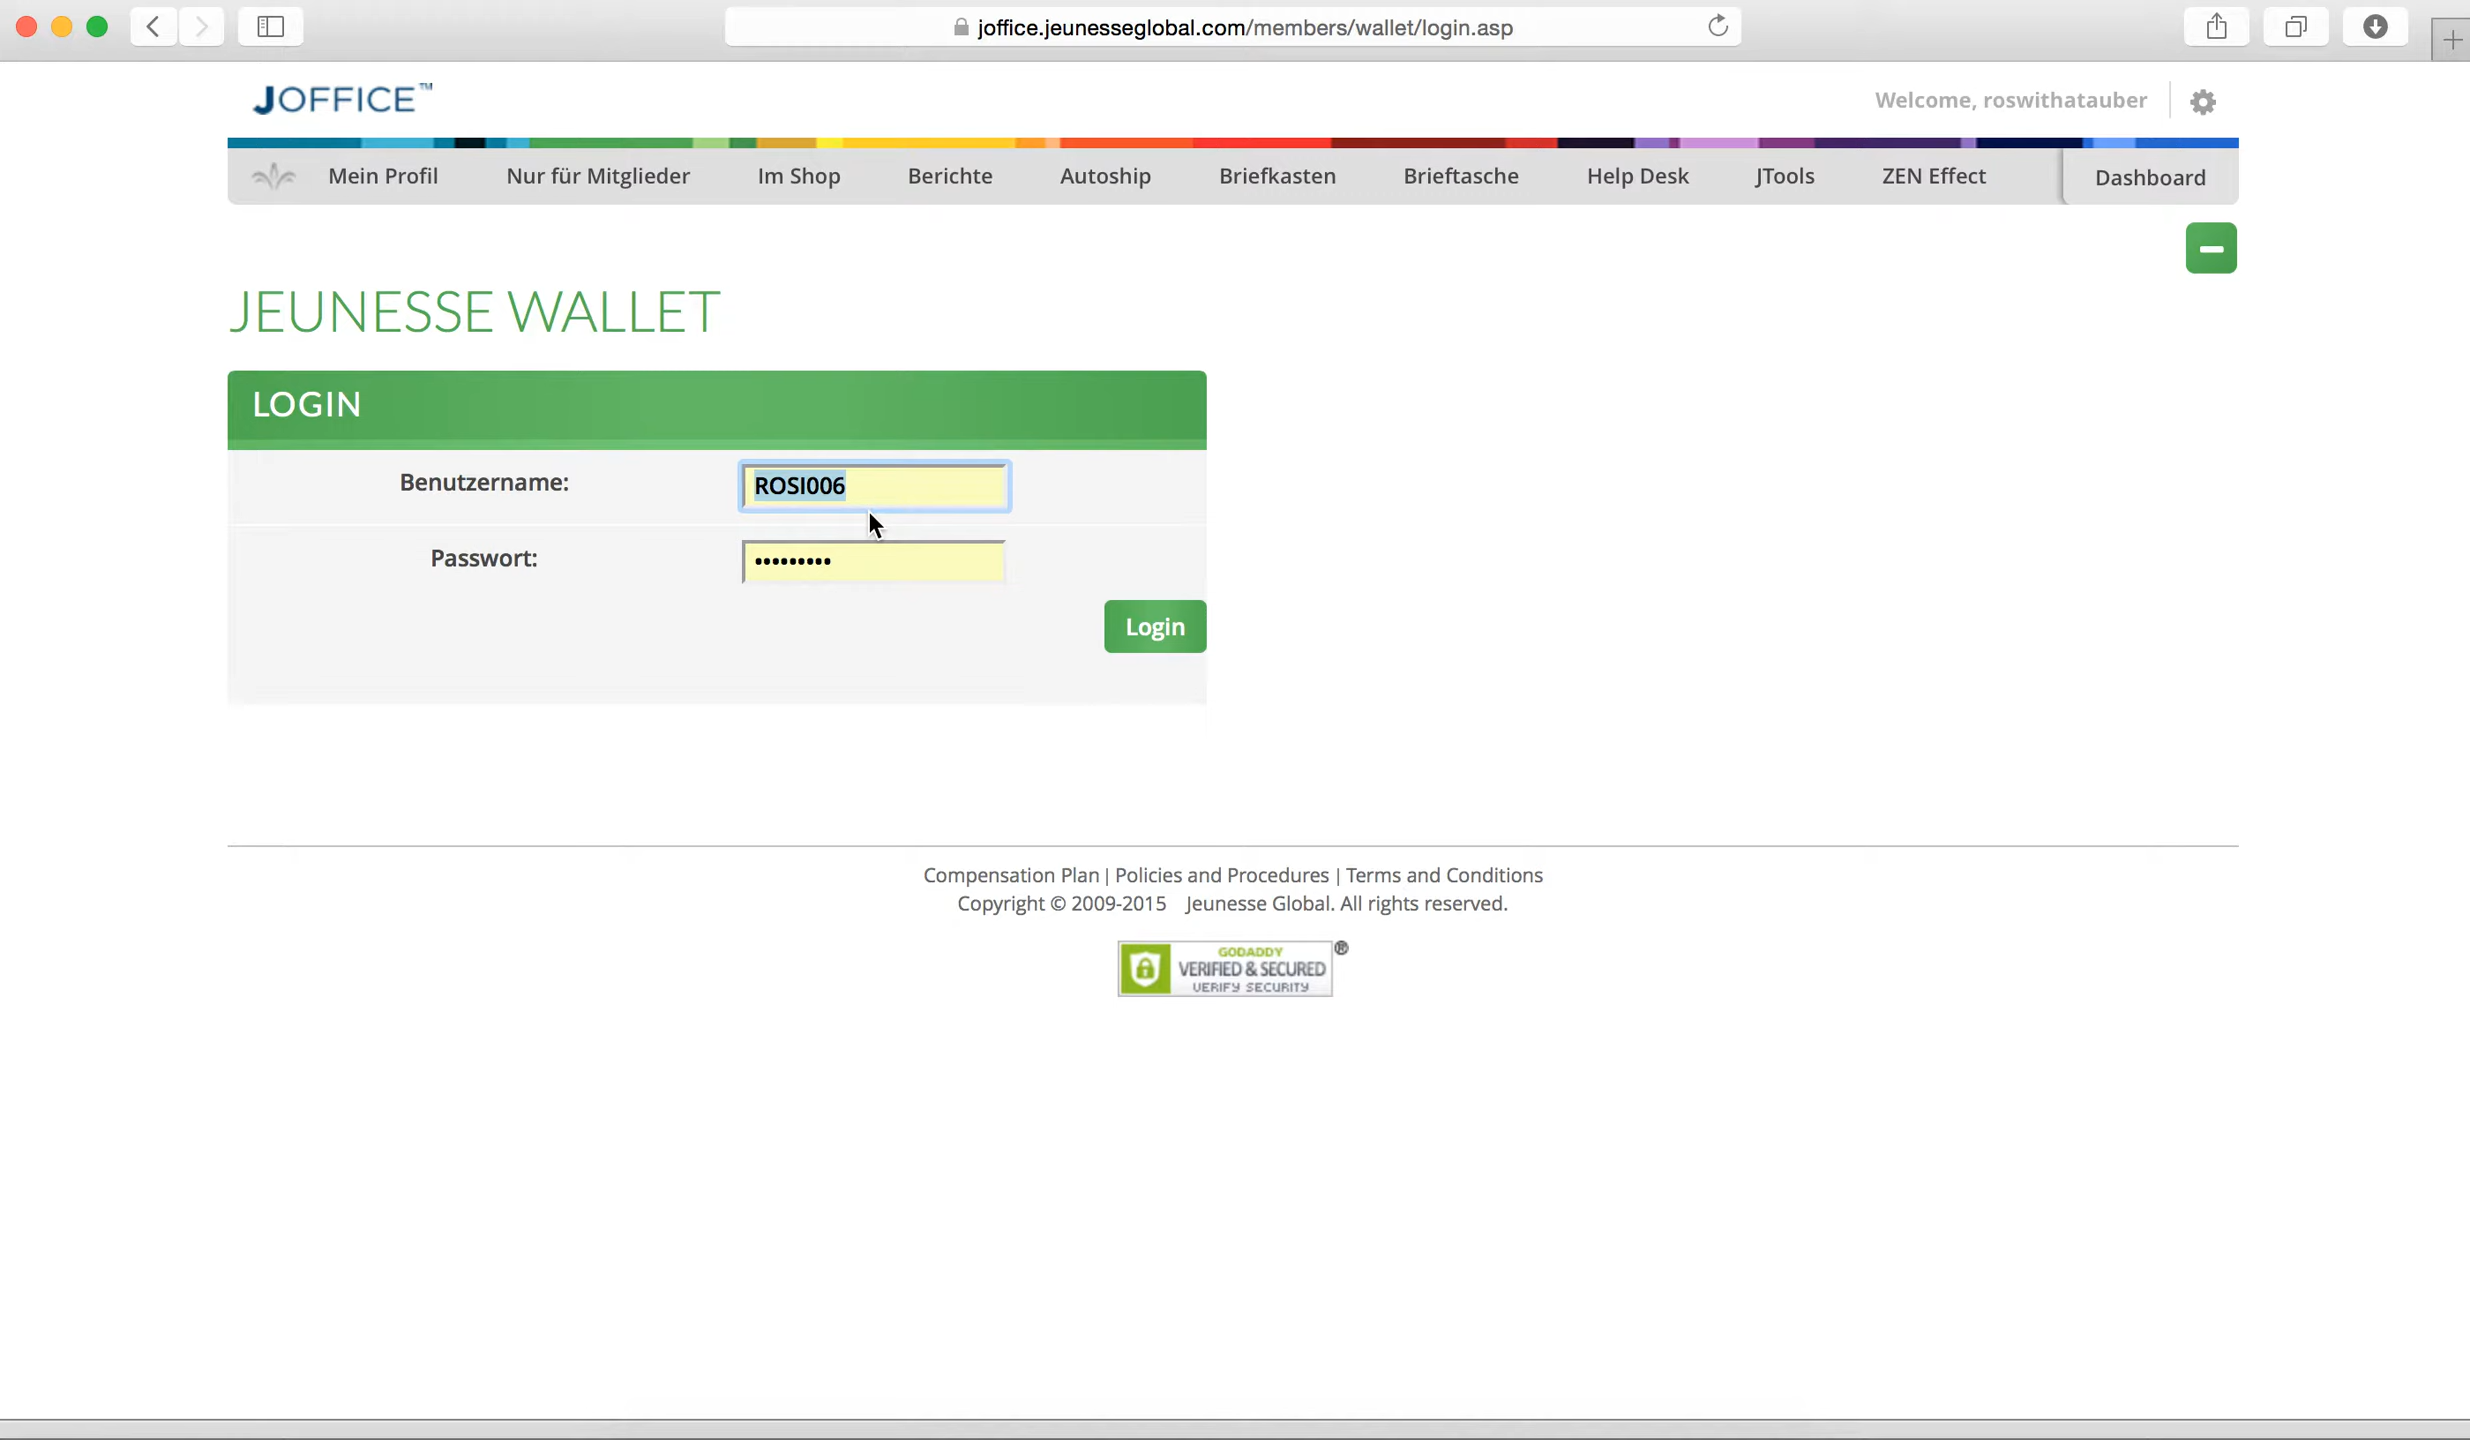 joffice.jeunesseglobal.com/members/wallet/login.asp
JOFFICE™
Welcome, roswithatauber
Mein Profil Nur für Mitglieder Im Shop Berichte Autoship Briefkasten Brieftasche Help Desk JTools ZEN Effect Dashboard
JEUNESSE WALLET
LOGIN
Benutzername: ROSI006
Passwort: •••••••••
Login
Compensation Plan | Policies and Procedures | Terms and Conditions
Copyright © 2009-2015 Jeunesse Global. All rights reserved.
GODADDY ®
VERIFIED & SECURED
VERIFY SECURITY